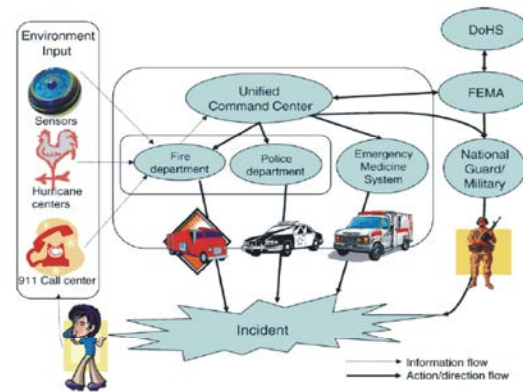 Environment
Input
Sensors
Hurricane
centers
911 Call center
DoHS
Unified
Command Center
FEMA
Fire
department
Police
department
Emergency
Medicine
System
National
Guard/
Military
Incident
Information flow
Action/direction flow